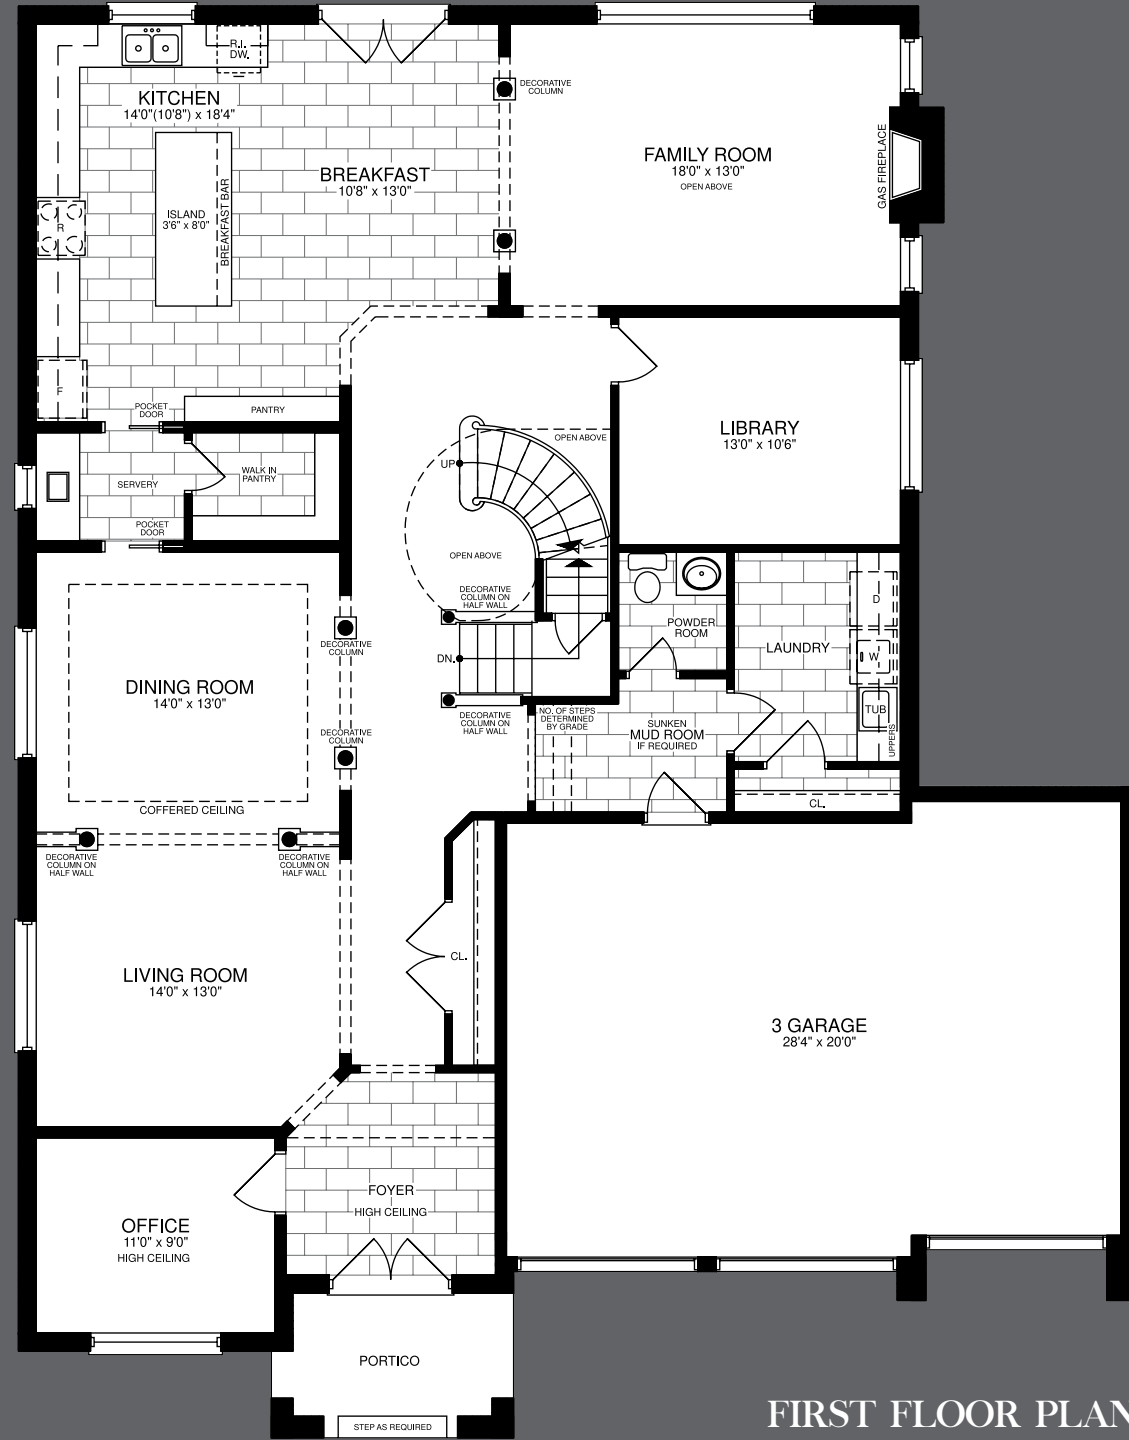 R.I.
DW.
KITCHEN
14'0"(10'8") x 18'4"
DECORATIVE
COLUMN
BREAKFAST
10'8" x 13'0"
FAMILY ROOM
18'0" x 13'0"
OPEN ABOVE
GAS FIREPLACE
R
ISLAND
3'6" x 8'0"
BREAKFAST BAR
F
POCKET
DOOR
PANTRY
LIBRARY
13'0" x 10'6"
OPEN ABOVE
UP
SERVERY
WALK IN
PANTRY
POCKET
DOOR
OPEN ABOVE
DECORATIVE
COLUMN ON
HALF WALL
DECORATIVE
COLUMN
POWDER
ROOM
LAUNDRY
D
W
TUB
UPPERS
DN.
DINING ROOM
14'0" x 13'0"
DECORATIVE
COLUMN
DECORATIVE
COLUMN ON
HALF WALL
NO. OF STEPS
DETERMINED
BY GRADE
SUNKEN
MUD ROOM
IF REQUIRED
CL.
COFFERED CEILING
DECORATIVE
COLUMN ON
HALF WALL
DECORATIVE
COLUMN ON
HALF WALL
CL.
LIVING ROOM
14'0" x 13'0"
3 GARAGE
28'4" x 20'0"
FOYER
HIGH CEILING
OFFICE
11'0" x 9'0"
HIGH CEILING
PORTICO
STEP AS REQUIRED
FIRST FLOOR PLAN